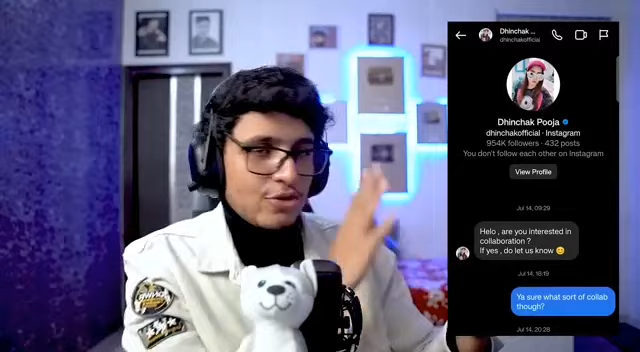 Dhinchak ...
dhinchakofficial
Dhinchak Pooja
dhinchakofficial · Instagram
954K followers · 432 posts
You don't follow each other on Instagram
View Profile
Jul 14, 09:29
Helo , are you interested in
collaboration ?
If yes , do let us know 😊
Jul 14, 18:19
Ya sure what sort of collab
though?
Jul 14, 20:28